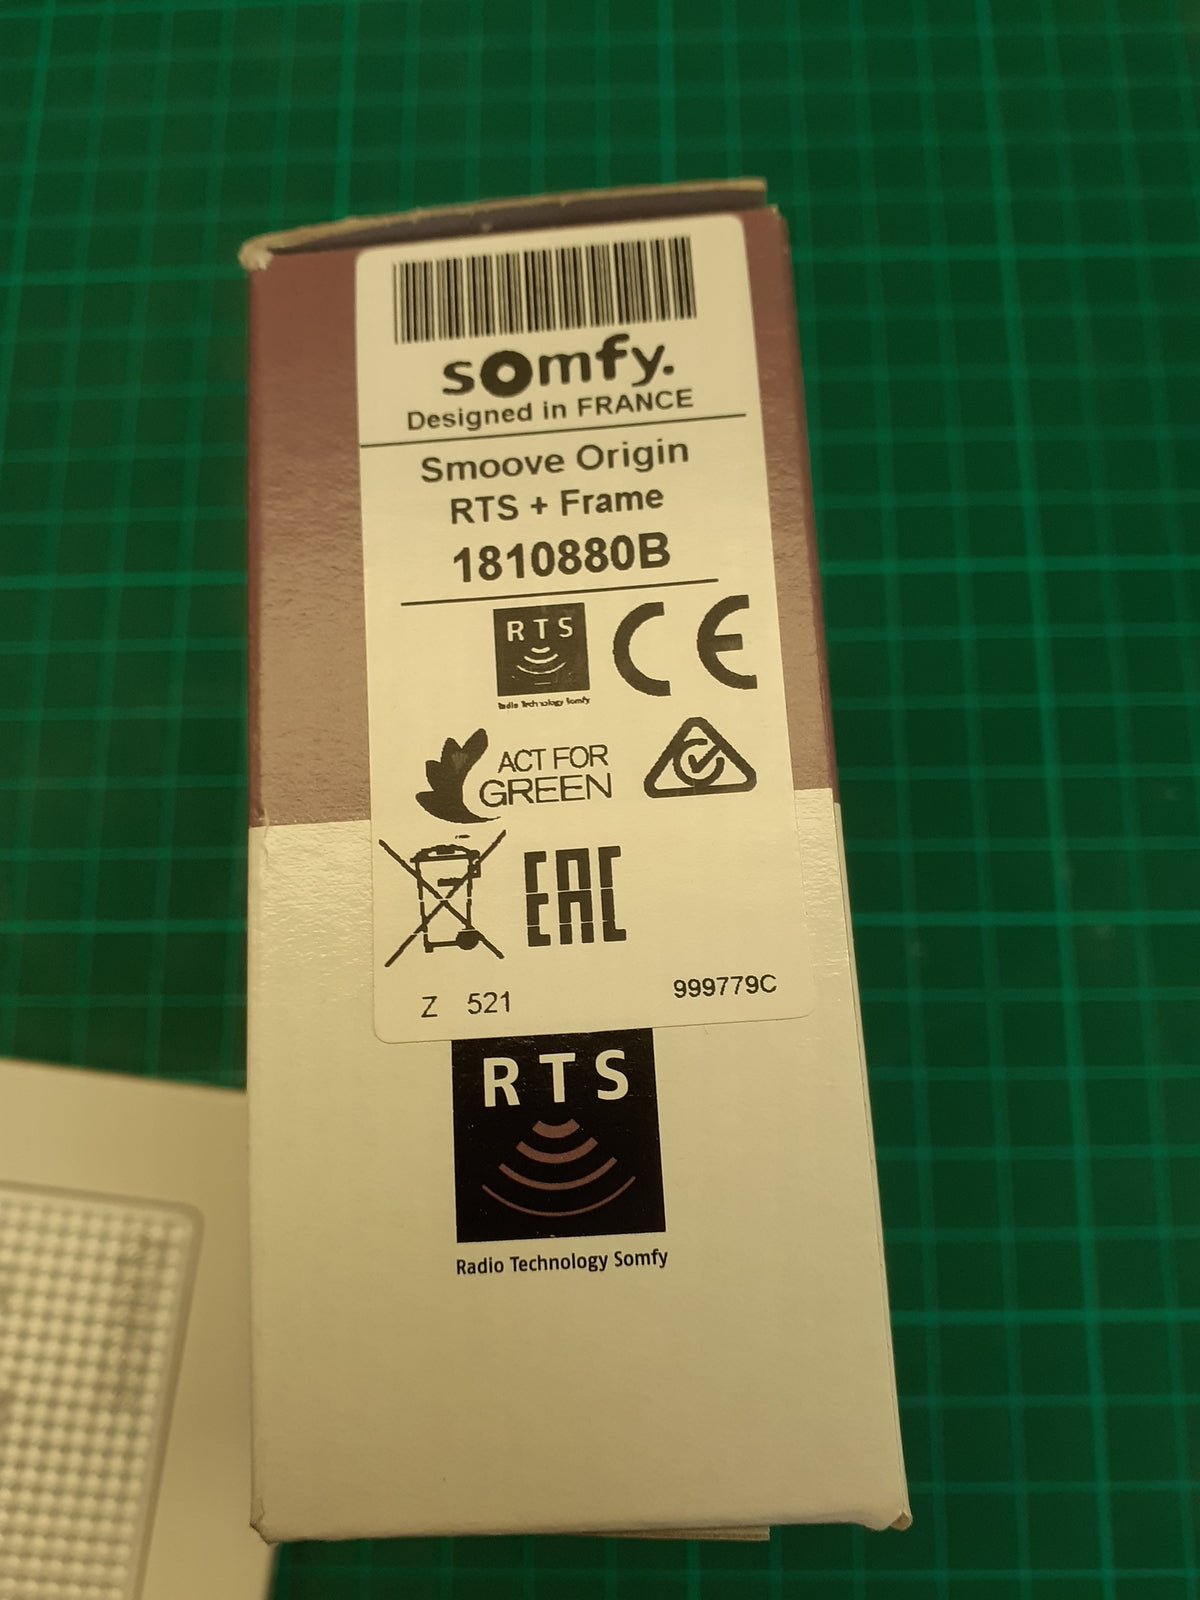 somfy.
Designed in FRANCE
Smoove Origin
RTS + Frame
1810880B
RTS
Radio Technology Somfy
CE
ACT FOR
GREEN
EAC
Z 521
999779C
RTS
Radio Technology Somfy